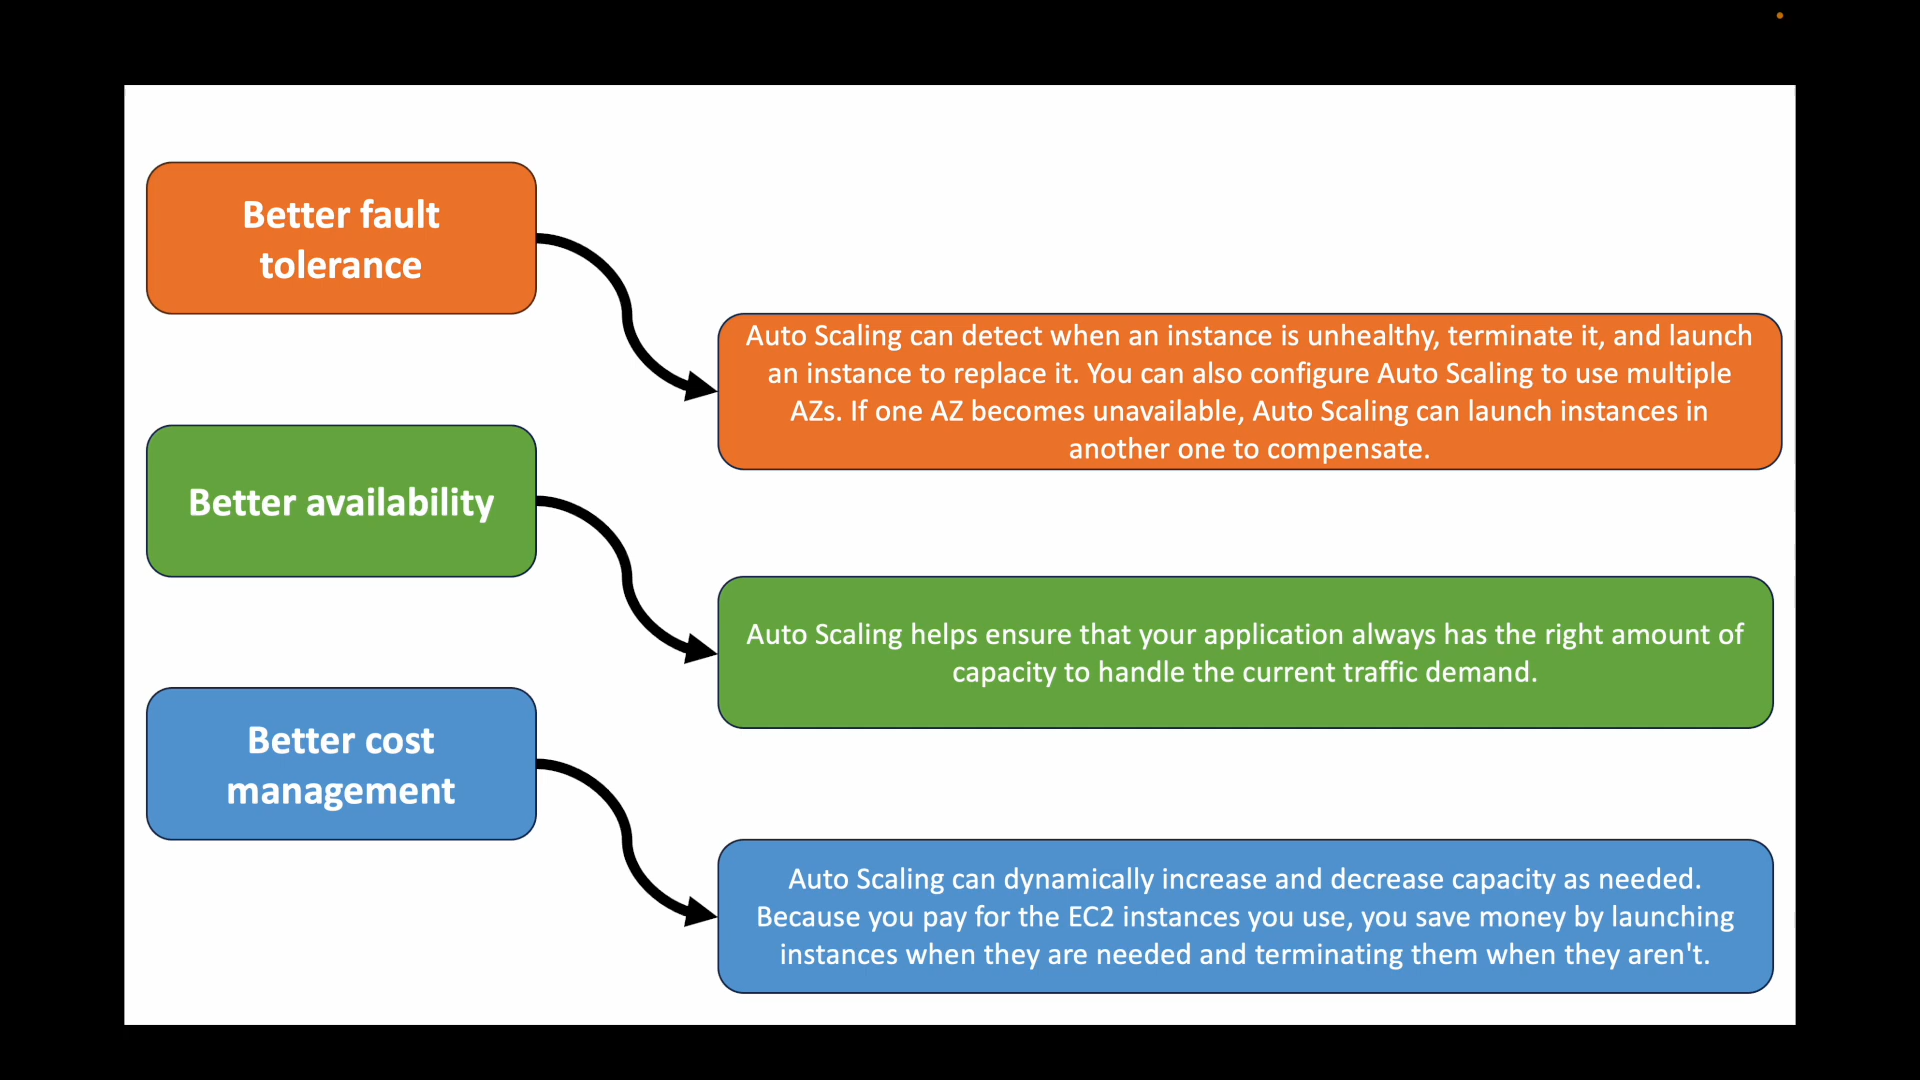 Better fault
tolerance
Auto Scaling can detect when an instance is unhealthy, terminate it, and launch
an instance to replace it. You can also configure Auto Scaling to use multiple
AZs. If one AZ becomes unavailable, Auto Scaling can launch instances in
another one to compensate.
Better availability
Auto Scaling helps ensure that your application always has the right amount of
capacity to handle the current traffic demand.
Better cost
management
Auto Scaling can dynamically increase and decrease capacity as needed.
Because you pay for the EC2 instances you use, you save money by launching
instances when they are needed and terminating them when they aren't.